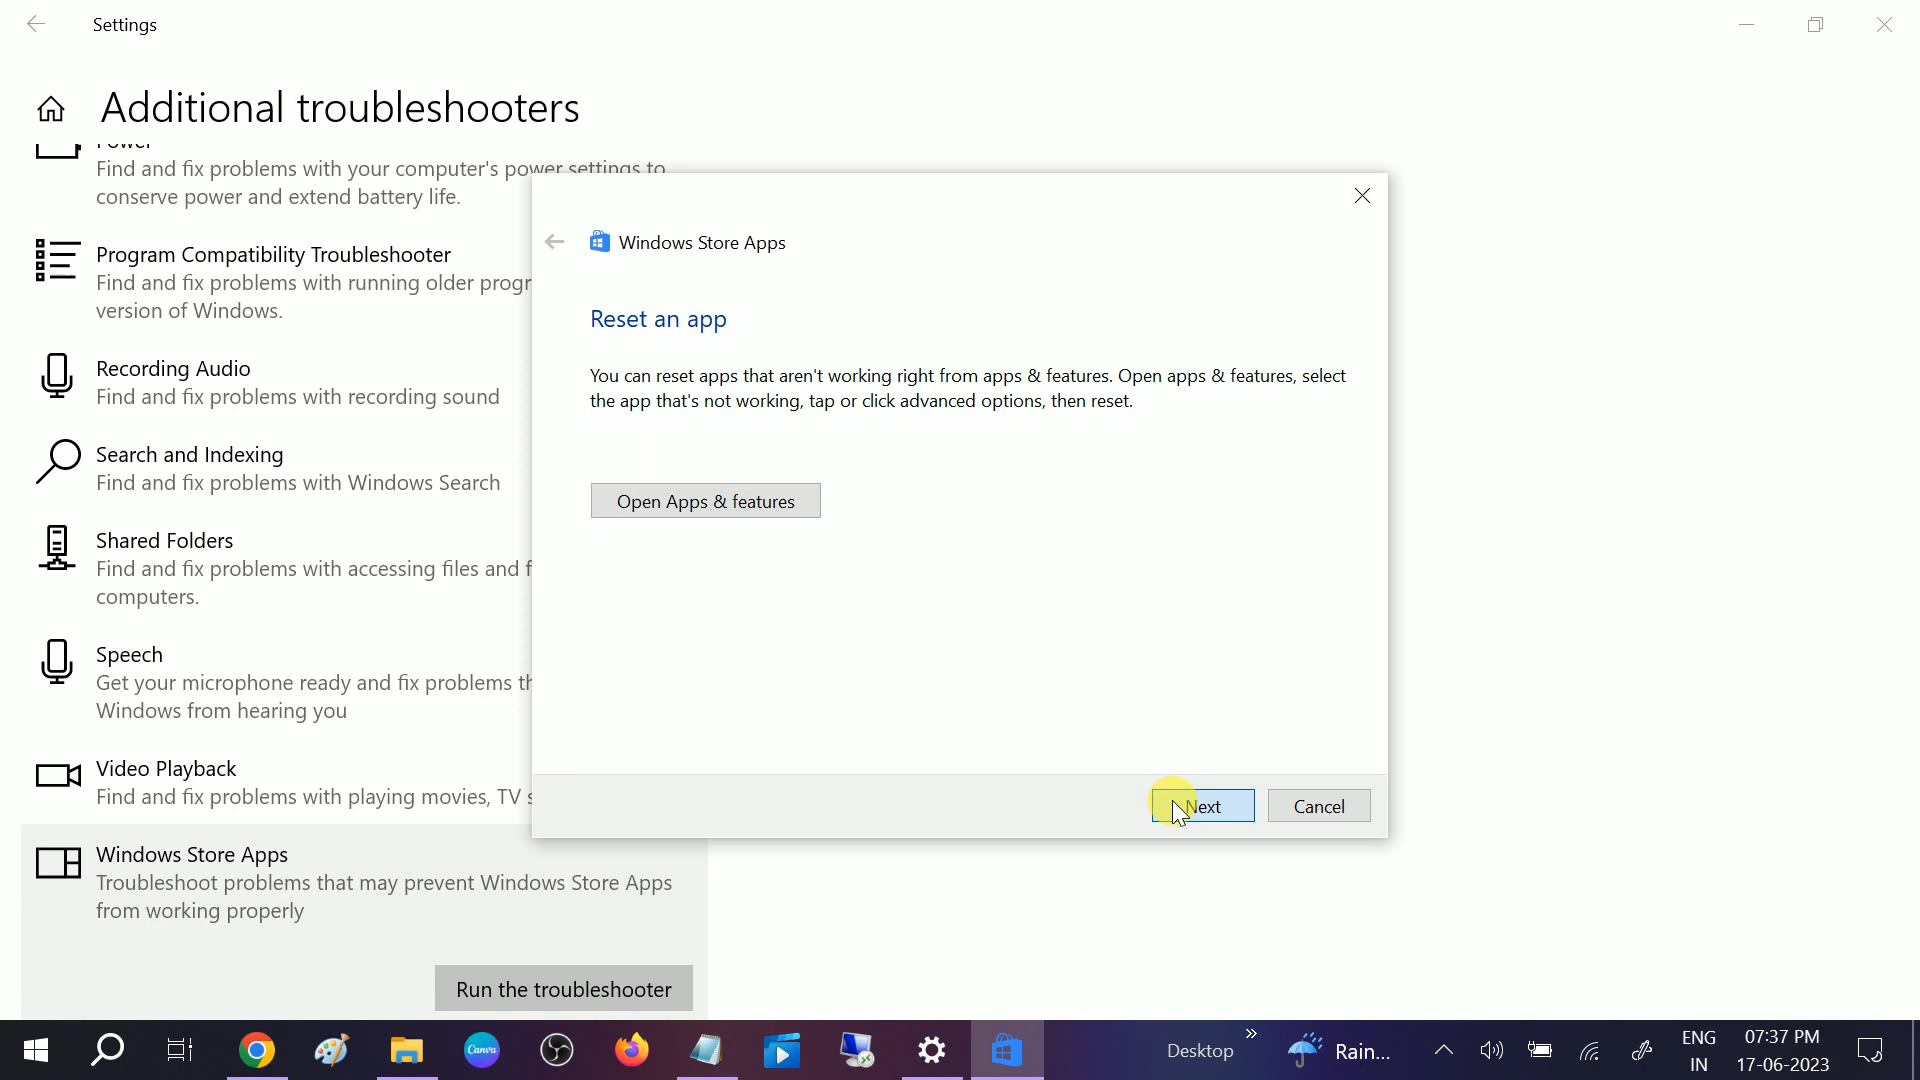 Settings
Additional troubleshooters
Power
Find and fix problems with your computer's power settings to
conserve power and extend battery life.
Program Compatibility Troubleshooter
Find and fix problems with running older progr
version of Windows.
Recording Audio
Find and fix problems with recording sound
Search and Indexing
Find and fix problems with Windows Search
Shared Folders
Find and fix problems with accessing files and f
computers.
Speech
Get your microphone ready and fix problems th
Windows from hearing you
Video Playback
Find and fix problems with playing movies, TV s
Windows Store Apps
Troubleshoot problems that may prevent Windows Store Apps
from working properly
Run the troubleshooter
Windows Store Apps
Reset an app
You can reset apps that aren't working right from apps & features. Open apps & features, select
the app that's not working, tap or click advanced options, then reset.
Open Apps & features
Next
Cancel
Canva
Desktop
Rain...
ENG
IN
07:37 PM
17-06-2023